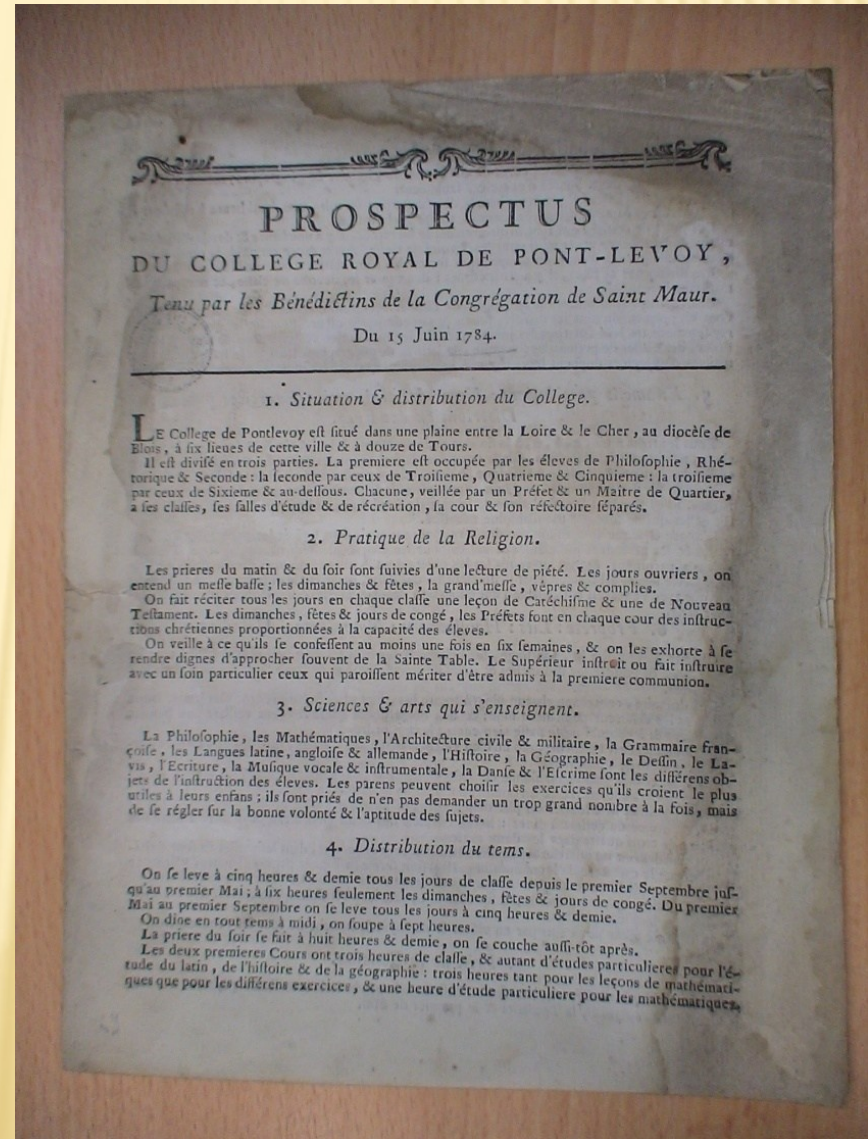 PROSPECTUS
DU COLLEGE ROYAL DE PONT-LEVOY,
Tenu par les Bénédictins de la Congrégation de Saint Maur.
Du 15 Juin 1784.
1. Situation & distribution du College.
LE College de Pontlevoy eſt ſitué dans une plaine entre la Loire & le Cher, au diocèſe de
Blois, à ſix lieues de cette ville & à douze de Tours.
Il eſt diviſé en trois parties. La premiere eſt occupée par les éleves de Philoſophie, Rhé-
torique & Seconde : la ſeconde par ceux de Troiſieme, Quatrieme & Cinquieme : la troiſieme
par ceux de Sixieme & au-deſſous. Chacune, veillée par un Préfet & un Maitre de Quartier,
a ſes claſſes, ſes ſalles d'étude & de récréation, ſa cour & ſon réfectoire ſéparés.
2. Pratique de la Religion.
Les prieres du matin & du ſoir ſont ſuivies d'une lecture de piété. Les jours ouvriers, on
entend un meſſe baſſe ; les dimanches & fêtes, la grand'meſſe, vêpres & complies.
On fait réciter tous les jours en chaque claſſe une leçon de Catéchiſme & une de Nouveau
Teſtament. Les dimanches, fêtes & jours de congé, les Préfets font en chaque cour des inſtruc-
tions chrétiennes proportionnées à la capacité des éleves.
On veille à ce qu'ils ſe confeſſent au moins une fois en ſix ſemaines, & on les exhorte à ſe
rendre dignes d'approcher ſouvent de la Sainte Table. Le Supérieur inſtruit ou fait inſtruire
avec un ſoin particulier ceux qui paroiſſent mériter d'être admis à la premiere communion.
3. Sciences & arts qui s'enseignent.
La Philoſophie, les Mathématiques, l'Architecture civile & militaire, la Grammaire fran-
çoiſe, les Langues latine, angloiſe & allemande, l'Hiſtoire, la Géographie, le Deſſin, le La-
vis, l'Ecriture, la Muſique vocale & inſtrumentale, la Danſe & l'Eſcrime ſont les différens ob-
jets de l'inſtruction des éleves. Les parens peuvent choiſir les exercices qu'ils croient le plus
utiles à leurs enfans ; ils ſont priés de n'en pas demander un trop grand nombre à la fois, mais
de ſe régler ſur la bonne volonté & l'aptitude des ſujets.
4. Distribution du tems.
On ſe leve à cinq heures & demie tous les jours de claſſe depuis le premier Septembre juſ-
qu'au premier Mai ; à ſix heures ſeulement les dimanches, fêtes & jours de congé. Du premier
Mai au premier Septembre on ſe leve tous les jours à cinq heures & demie.
On dine en tout tems à midi, on ſoupe à ſept heures.
La priere du ſoir ſe fait à huit heures & demie, on ſe couche auſſi-tôt après.
Les deux premieres Cours ont trois heures de claſſe, & autant d'études particulieres pour l'é-
tude du latin, de l'hiſtoire & de la géographie : trois heures tant pour les leçons de mathémati-
ques que pour les différens exercices, & une heure d'étude particuliere pour les mathématiques.